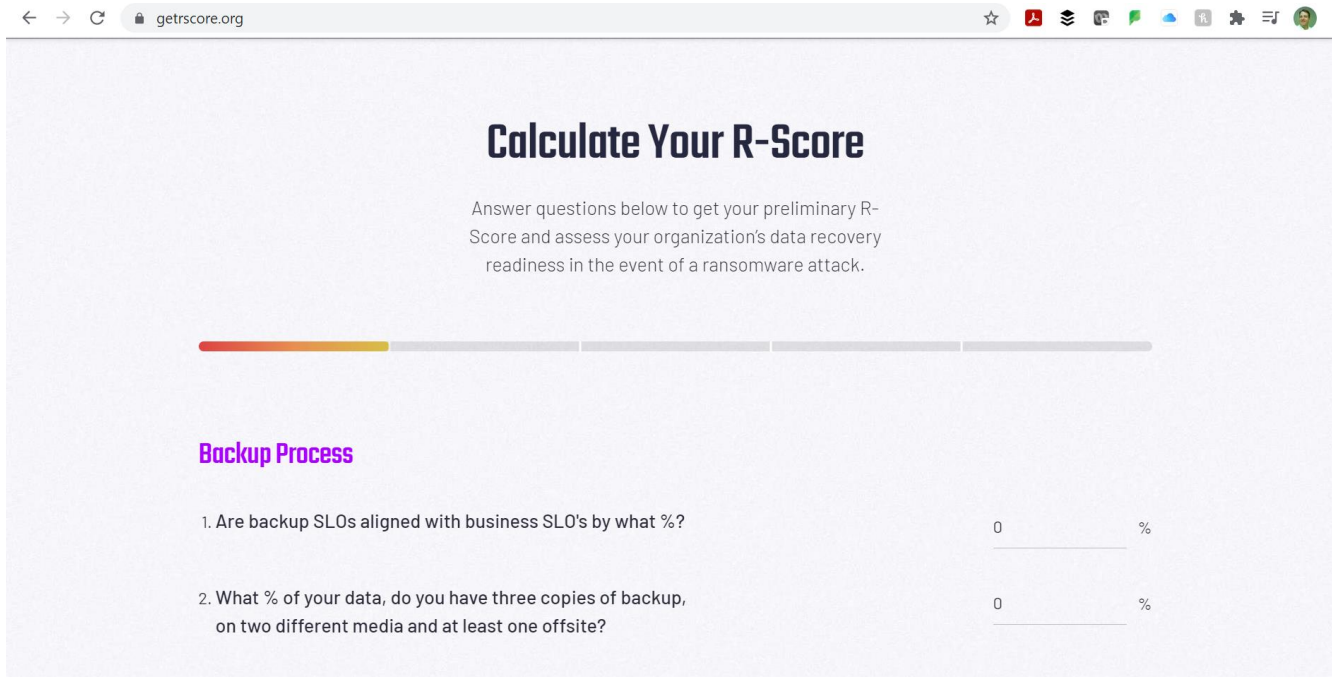 getrscore.org
Calculate Your R-Score
Answer questions below to get your preliminary R-
Score and assess your organization's data recovery
readiness in the event of a ransomware attack.
Backup Process
1. Are backup SLOs aligned with business SLO's by what %?
0 %
2. What % of your data, do you have three copies of backup,
on two different media and at least one offsite?
0 %